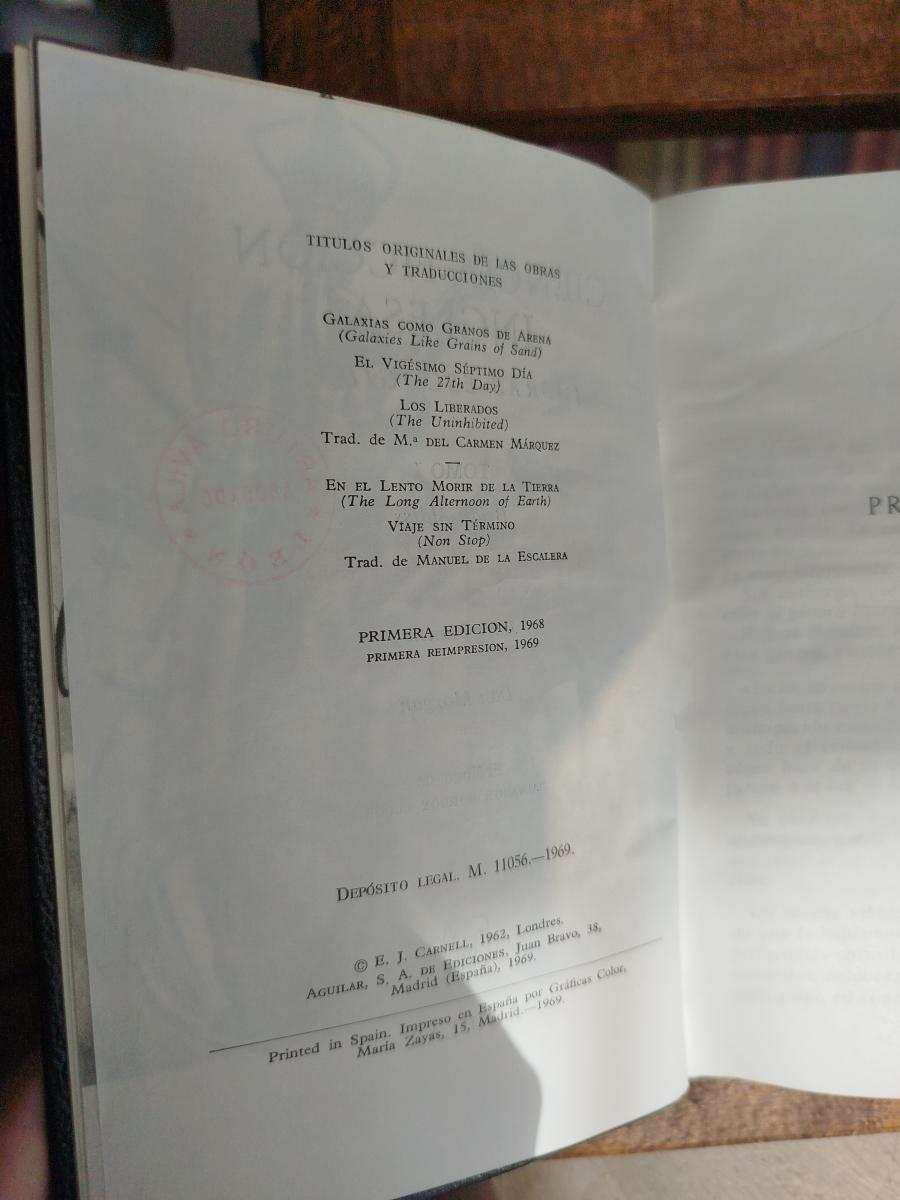 TITULOS ORIGINALES DE LAS OBRAS
Y TRADUCCIONES
GALAXIAS COMO GRANOS DE ARENA
(Galaxies Like Grains of Sand)
EL VIGÉSIMO SÉPTIMO DÍA
(The 27th Day)
LOS LIBERADOS
(The Uninhibited)
Trad. de M.ª DEL CARMEN MÁRQUEZ
EN EL LENTO MORIR DE LA TIERRA
(The Long Alternoon of Earth)
VIAJE SIN TÉRMINO
(Non Stop)
Trad. de MANUEL DE LA ESCALERA
PRIMERA EDICION, 1968
PRIMERA REIMPRESION, 1969
DEPÓSITO LEGAL. M. 11056.—1969.
© E. J. CARNELL, 1962, Londres.
AGUILAR, S. A. DE EDICIONES, Juan Bravo, 38,
Madrid (España), 1969.
Printed in Spain. Impreso en España por Gráficas Color,
María Zayas, 15, Madrid.—1969.
PR